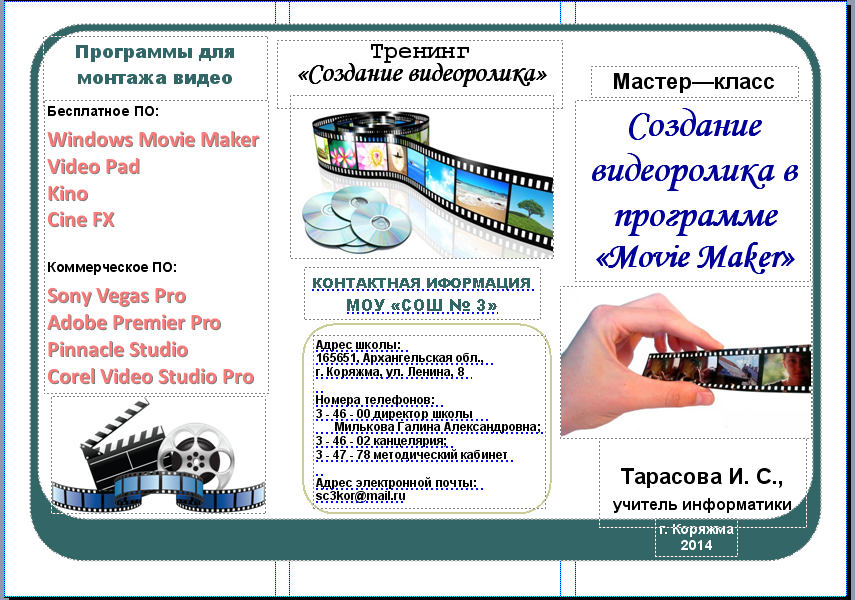 Программы для
монтажа видео
Бесплатное ПО:
Windows Movie Maker
Video Pad
Kino
Cine FX
Коммерческое ПО:
Sony Vegas Pro
Adobe Premier Pro
Pinnacle Studio
Corel Video Studio Pro
Тренинг
«Создание видеоролика»
КОНТАКТНАЯ ИФОРМАЦИЯ
МОУ «СОШ № 3»
Адрес школы:
165651, Архангельская обл.,
г. Коряжма, ул. Ленина, 8
Номера телефонов:
3 - 46 - 00 директор школы
Милькова Галина Александровна;
3 - 46 - 02 канцелярия;
3 - 47 - 78 методический кабинет
Адрес электронной почты:
sc3kor@mail.ru
Мастер—класс
Создание
видеоролика в
программе
«Movie Maker»
Тарасова И. С.,
учитель информатики
г. Коряжма
2014